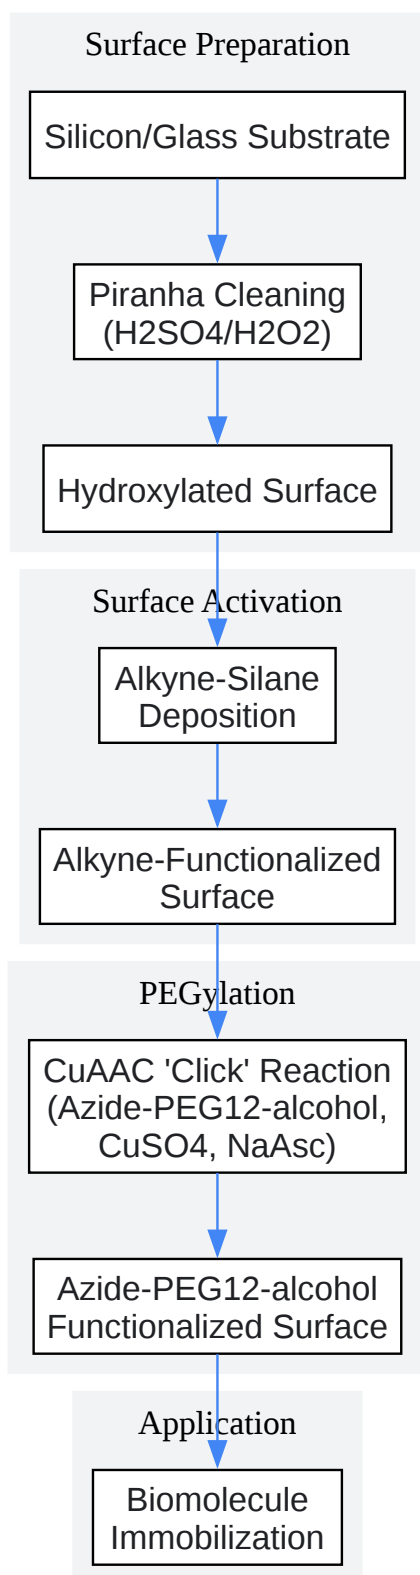 Surface Preparation
Silicon/Glass Substrate
Piranha Cleaning
(H2SO4/H2O2)
Hydroxylated Surface
Surface Activation
Alkyne-Silane
Deposition
Alkyne-Functionalized
Surface
PEGylation
CuAAC 'Click' Reaction
(Azide-PEG12-alcohol,
CuSO4, NaAsc)
Azide-PEG12-alcohol
Functionalized Surface
Application
Biomolecule
Immobilization